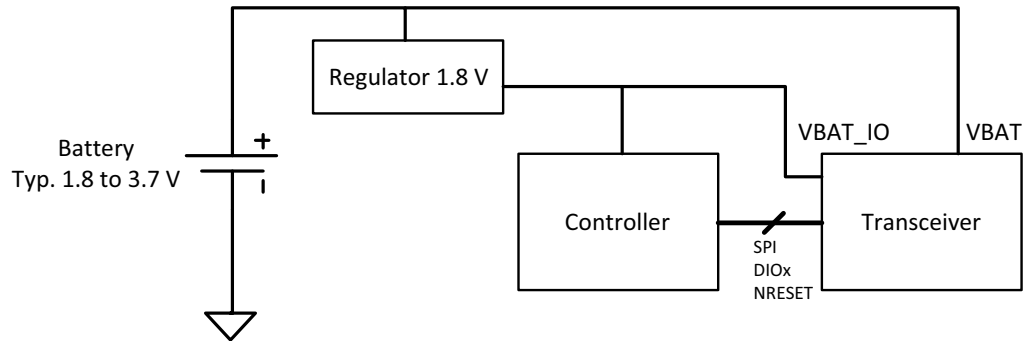 Regulator 1.8 V
VBAT_IO
VBAT
Battery
Typ. 1.8 to 3.7 V
+
Controller
Transceiver
SPI
DIOx
NRESET